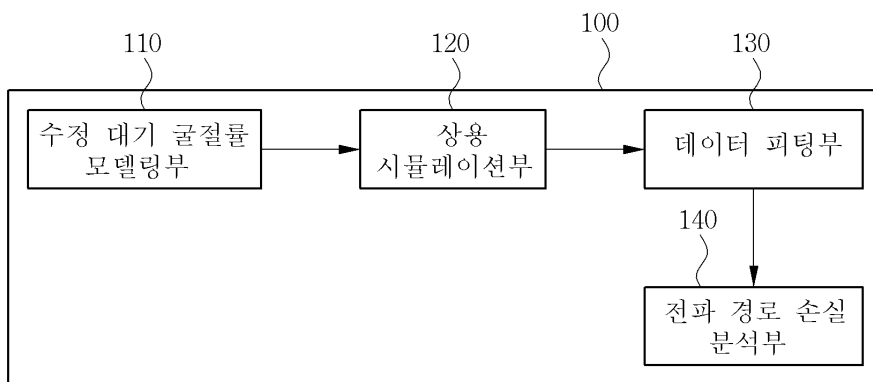 110
120
100
130
수정 대기 굴절률
모델링부
상용
시뮬레이션부
데이터 피팅부
140
전파 경로 손실
분석부